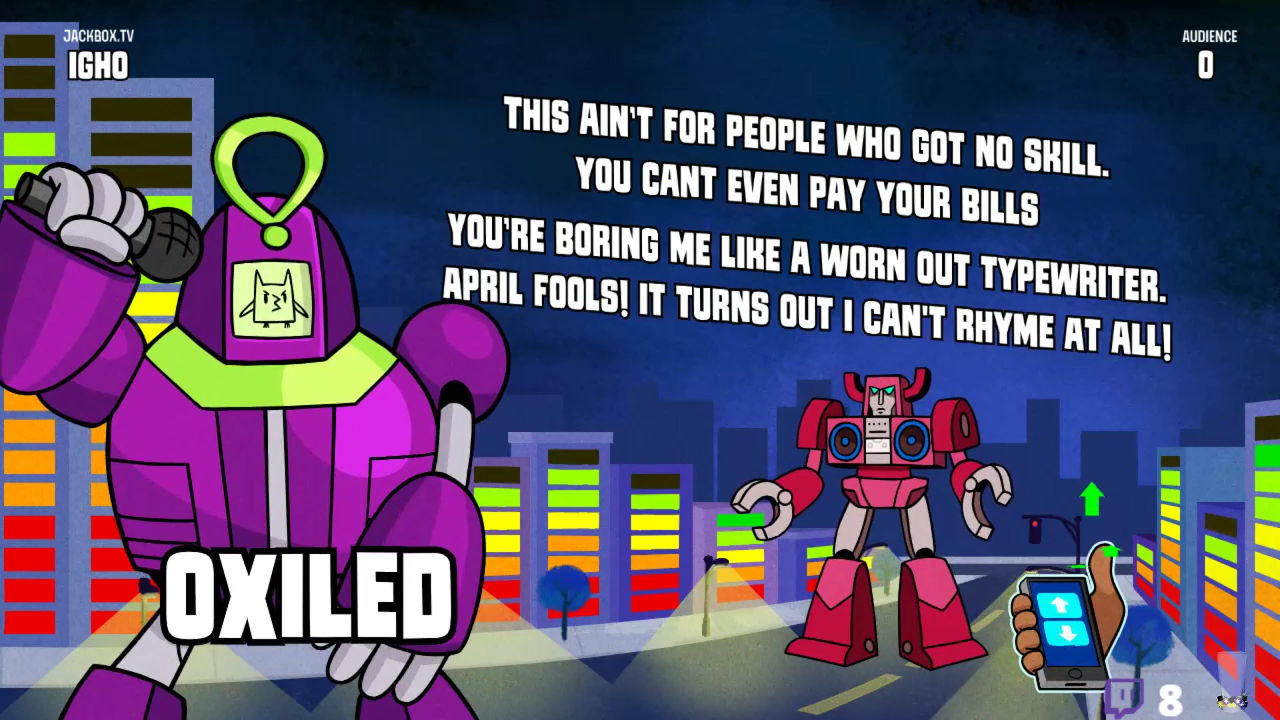 JACKBOX.TV
IGHO
AUDIENCE
0
THIS AIN'T FOR PEOPLE WHO GOT NO SKILL.
YOU CANT EVEN PAY YOUR BILLS
YOU'RE BORING ME LIKE A WORN OUT TYPEWRITER.
APRIL FOOLS! IT TURNS OUT I CAN'T RHYME AT ALL!
OXILED
8